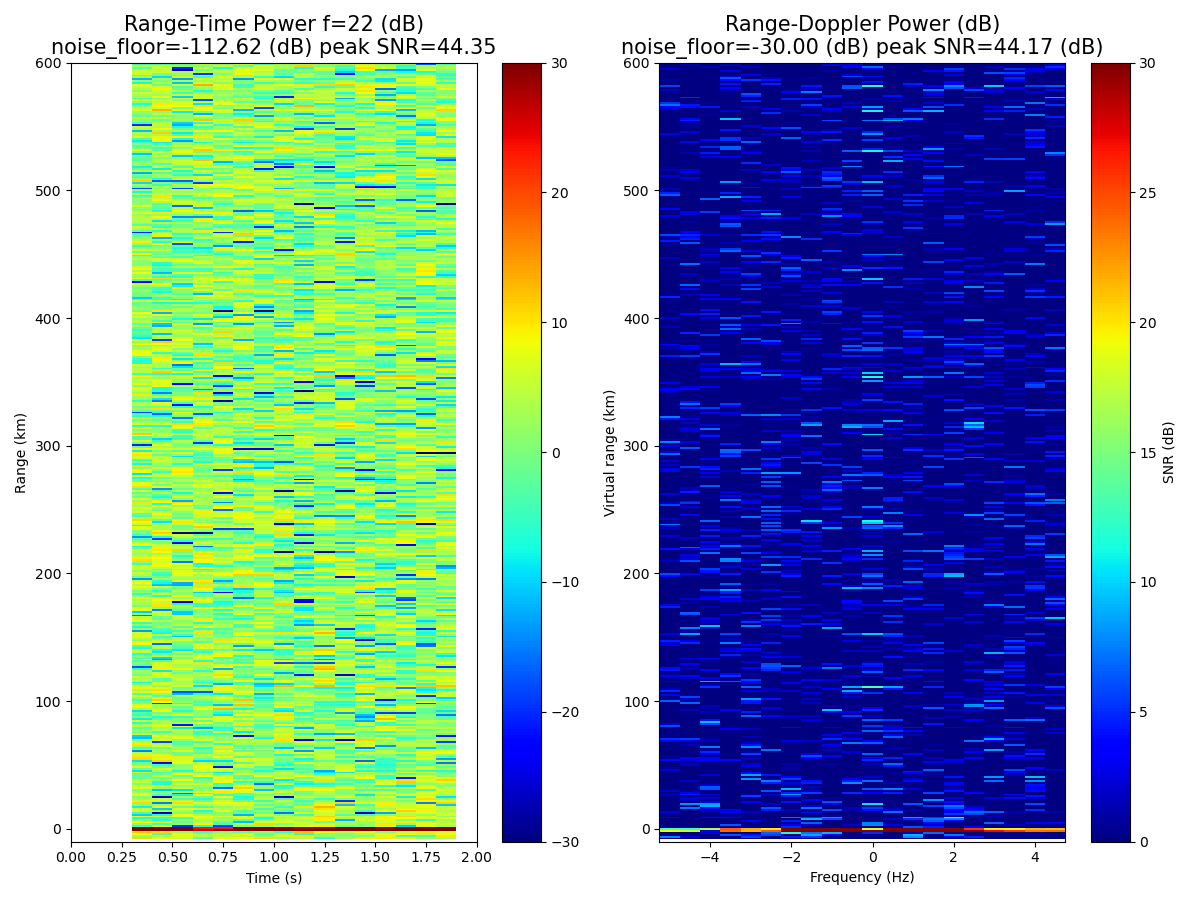 Range-Time Power f=22 (dB)
noise_floor=-112.62 (dB) peak SNR=44.35
Range-Doppler Power (dB)
noise_floor=-30.00 (dB) peak SNR=44.17 (dB)
600
500
400
300
200
100
0
Range (km)
0.00 0.25 0.50 0.75 1.00 1.25 1.50 1.75 2.00
Time (s)
30
20
10
0
−10
−20
−30
600
500
400
300
200
100
0
Virtual range (km)
−4 −2 0 2 4
Frequency (Hz)
30
25
20
15
10
5
0
SNR (dB)